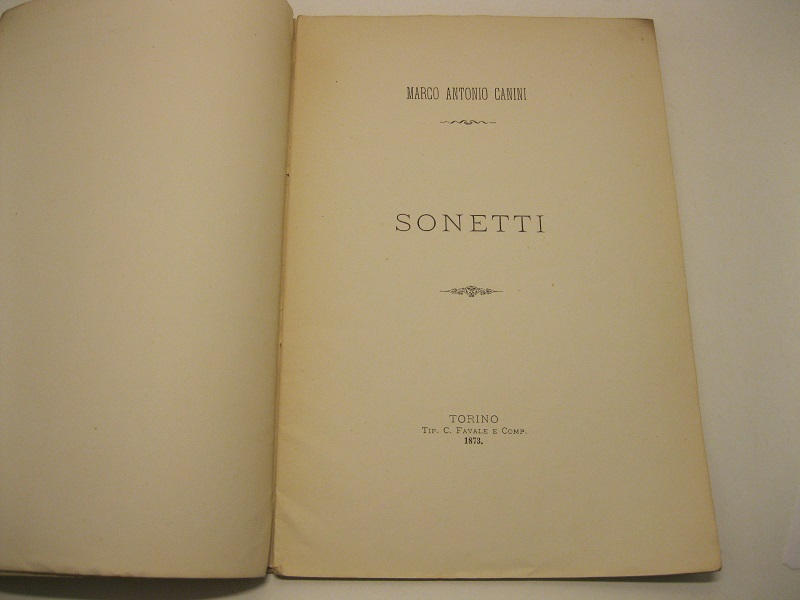 MARCO ANTONIO CANINI
SONETTI
TORINO
TIP. C. FAVALE E COMP.
1873.